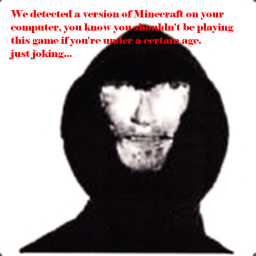 We detected a version of Minecraft on your
computer, you know you shouldn't be playing
this game if you're under a certain age.
just joking...